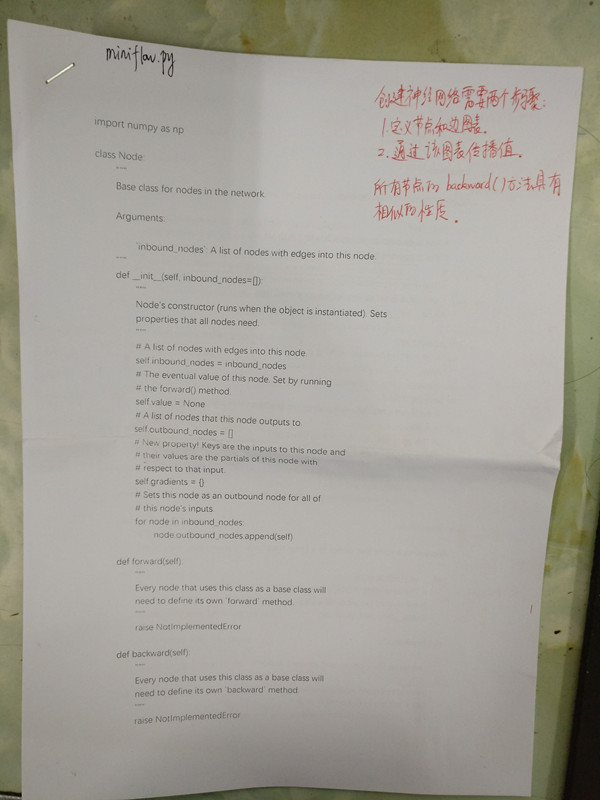 miniflow.py
创建神经网络需要两个步骤:
1.定义节点和边图表。
2.通过该图表传播值。
所有节点的 backward()方法具有
相似的性质。
import numpy as np
class Node:
"""
Base class for nodes in the network.
Arguments:
`inbound_nodes`: A list of nodes with edges into this node.
"""
def __init__(self, inbound_nodes=[]):
"""
Node's constructor (runs when the object is instantiated). Sets
properties that all nodes need.
"""
# A list of nodes with edges into this node.
self.inbound_nodes = inbound_nodes
# The eventual value of this node. Set by running
# the forward() method.
self.value = None
# A list of nodes that this node outputs to.
self.outbound_nodes = []
# New property! Keys are the inputs to this node and
# their values are the partials of this node with
# respect to that input.
self.gradients = {}
# Sets this node as an outbound node for all of
# this node's inputs.
for node in inbound_nodes:
node.outbound_nodes.append(self)
def forward(self):
"""
Every node that uses this class as a base class will
need to define its own `forward` method.
"""
raise NotImplementedError
def backward(self):
"""
Every node that uses this class as a base class will
need to define its own `backward` method.
"""
raise NotImplementedError